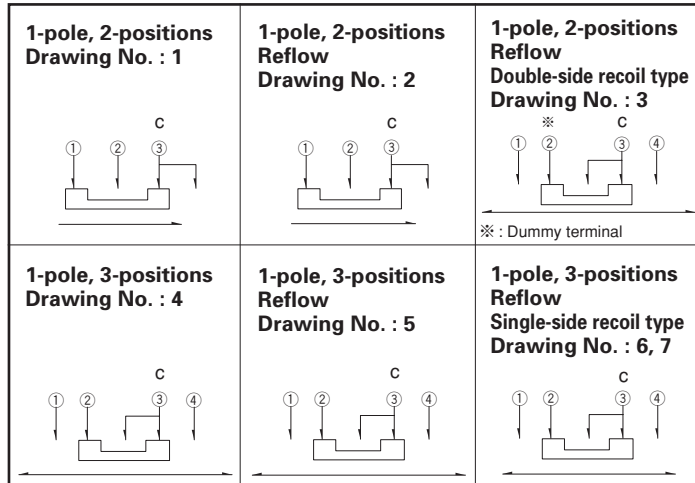 1-pole, 2-positions
Drawing No. : 1
C
① ② ③
1-pole, 2-positions
Reflow
Drawing No. : 2
C
① ② ③
1-pole, 2-positions
Reflow
Double-side recoil type
Drawing No. : 3
※ C
① ② ③ ④
※ : Dummy terminal
1-pole, 3-positions
Drawing No. : 4
C
① ② ③ ④
1-pole, 3-positions
Reflow
Drawing No. : 5
C
① ② ③ ④
1-pole, 3-positions
Reflow
Single-side recoil type
Drawing No. : 6, 7
C
① ② ③ ④